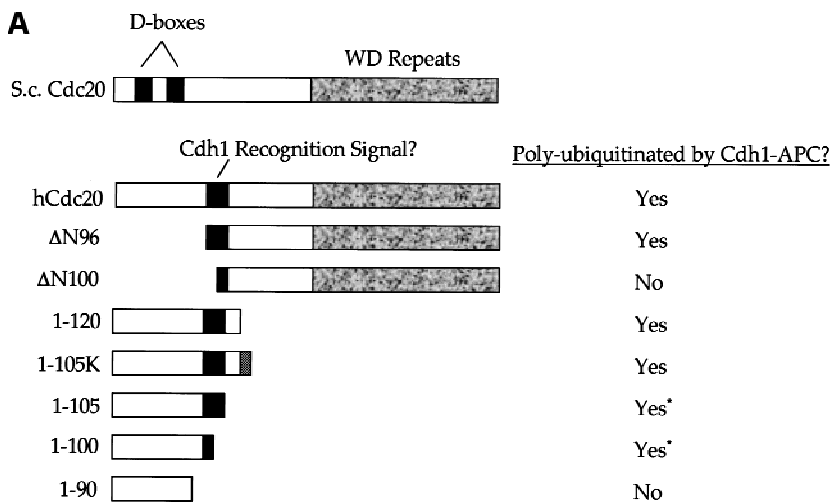 A
D-boxes
WD Repeats
S.c. Cdc20
Cdh1 Recognition Signal?
Poly-ubiquitinated by Cdh1-APC?
hCdc20 Yes
ΔN96 Yes
ΔN100 No
1-120 Yes
1-105K Yes
1-105 Yes*
1-100 Yes*
1-90 No